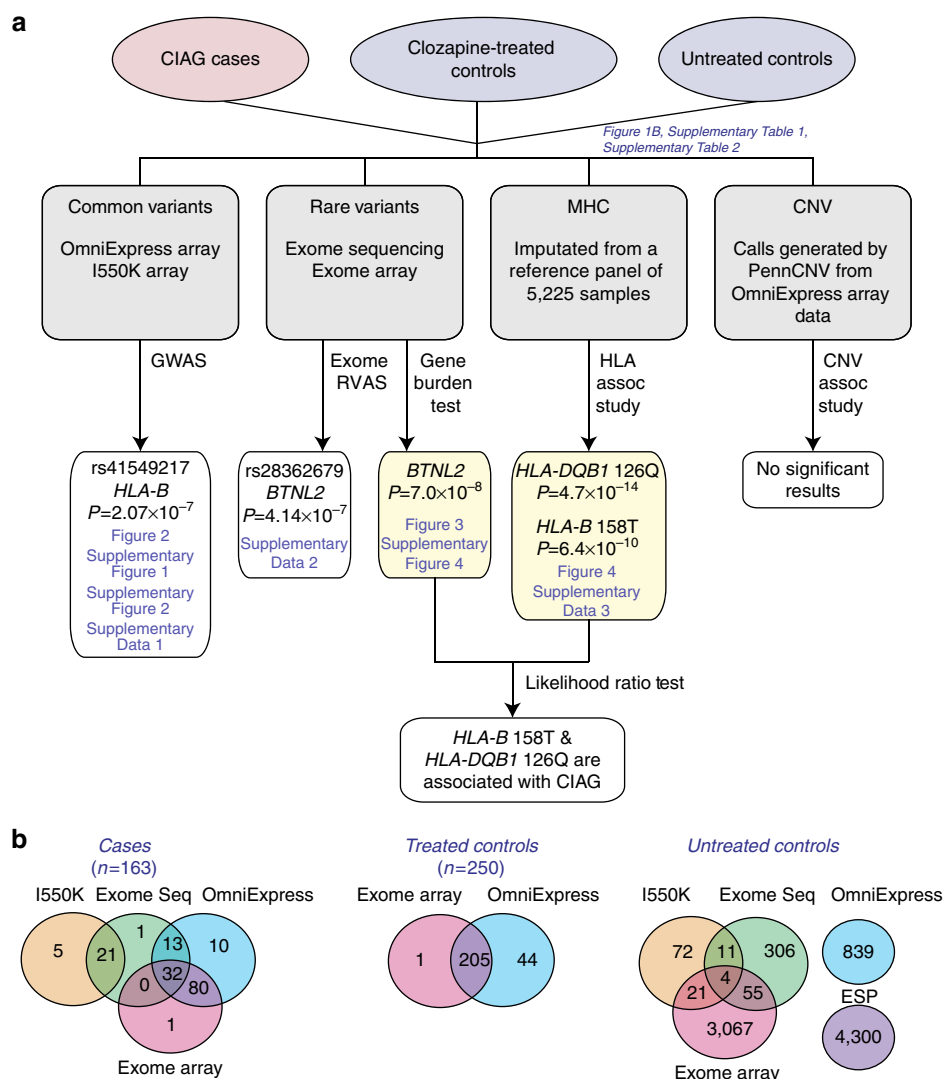 a
CIAG cases
Clozapine-treated
controls
Untreated controls
Figure 1B, Supplementary Table 1,
Supplementary Table 2
Common variants
OmniExpress array
I550K array
Rare variants
Exome sequencing
Exome array
MHC
Imputated from a
reference panel of
5,225 samples
CNV
Calls generated by
PennCNV from
OmniExpress array
data
GWAS
Exome
RVAS
Gene
burden
test
HLA
assoc
study
CNV
assoc
study
rs41549217
HLA-B
P=2.07×10⁻⁷
Figure 2
Supplementary
Figure 1
Supplementary
Figure 2
Supplementary
Data 1
rs28362679
BTNL2
P=4.14×10⁻⁷
Supplementary
Data 2
BTNL2
P=7.0×10⁻⁸
Figure 3
Supplementary
Figure 4
HLA-DQB1 126Q
P=4.7×10⁻¹⁴
HLA-B 158T
P=6.4×10⁻¹⁰
Figure 4
Supplementary
Data 3
No significant
results
Likelihood ratio test
HLA-B 158T &
HLA-DQB1 126Q are
associated with CIAG
b
Cases
(n=163)
I550K Exome Seq OmniExpress
5
21
1
13
10
0
32
80
1
Exome array
Treated controls
(n=250)
Exome array OmniExpress
1
205
44
Untreated controls
I550K Exome Seq OmniExpress
72
11
306
4
21
55
3,067
Exome array
839
ESP
4,300